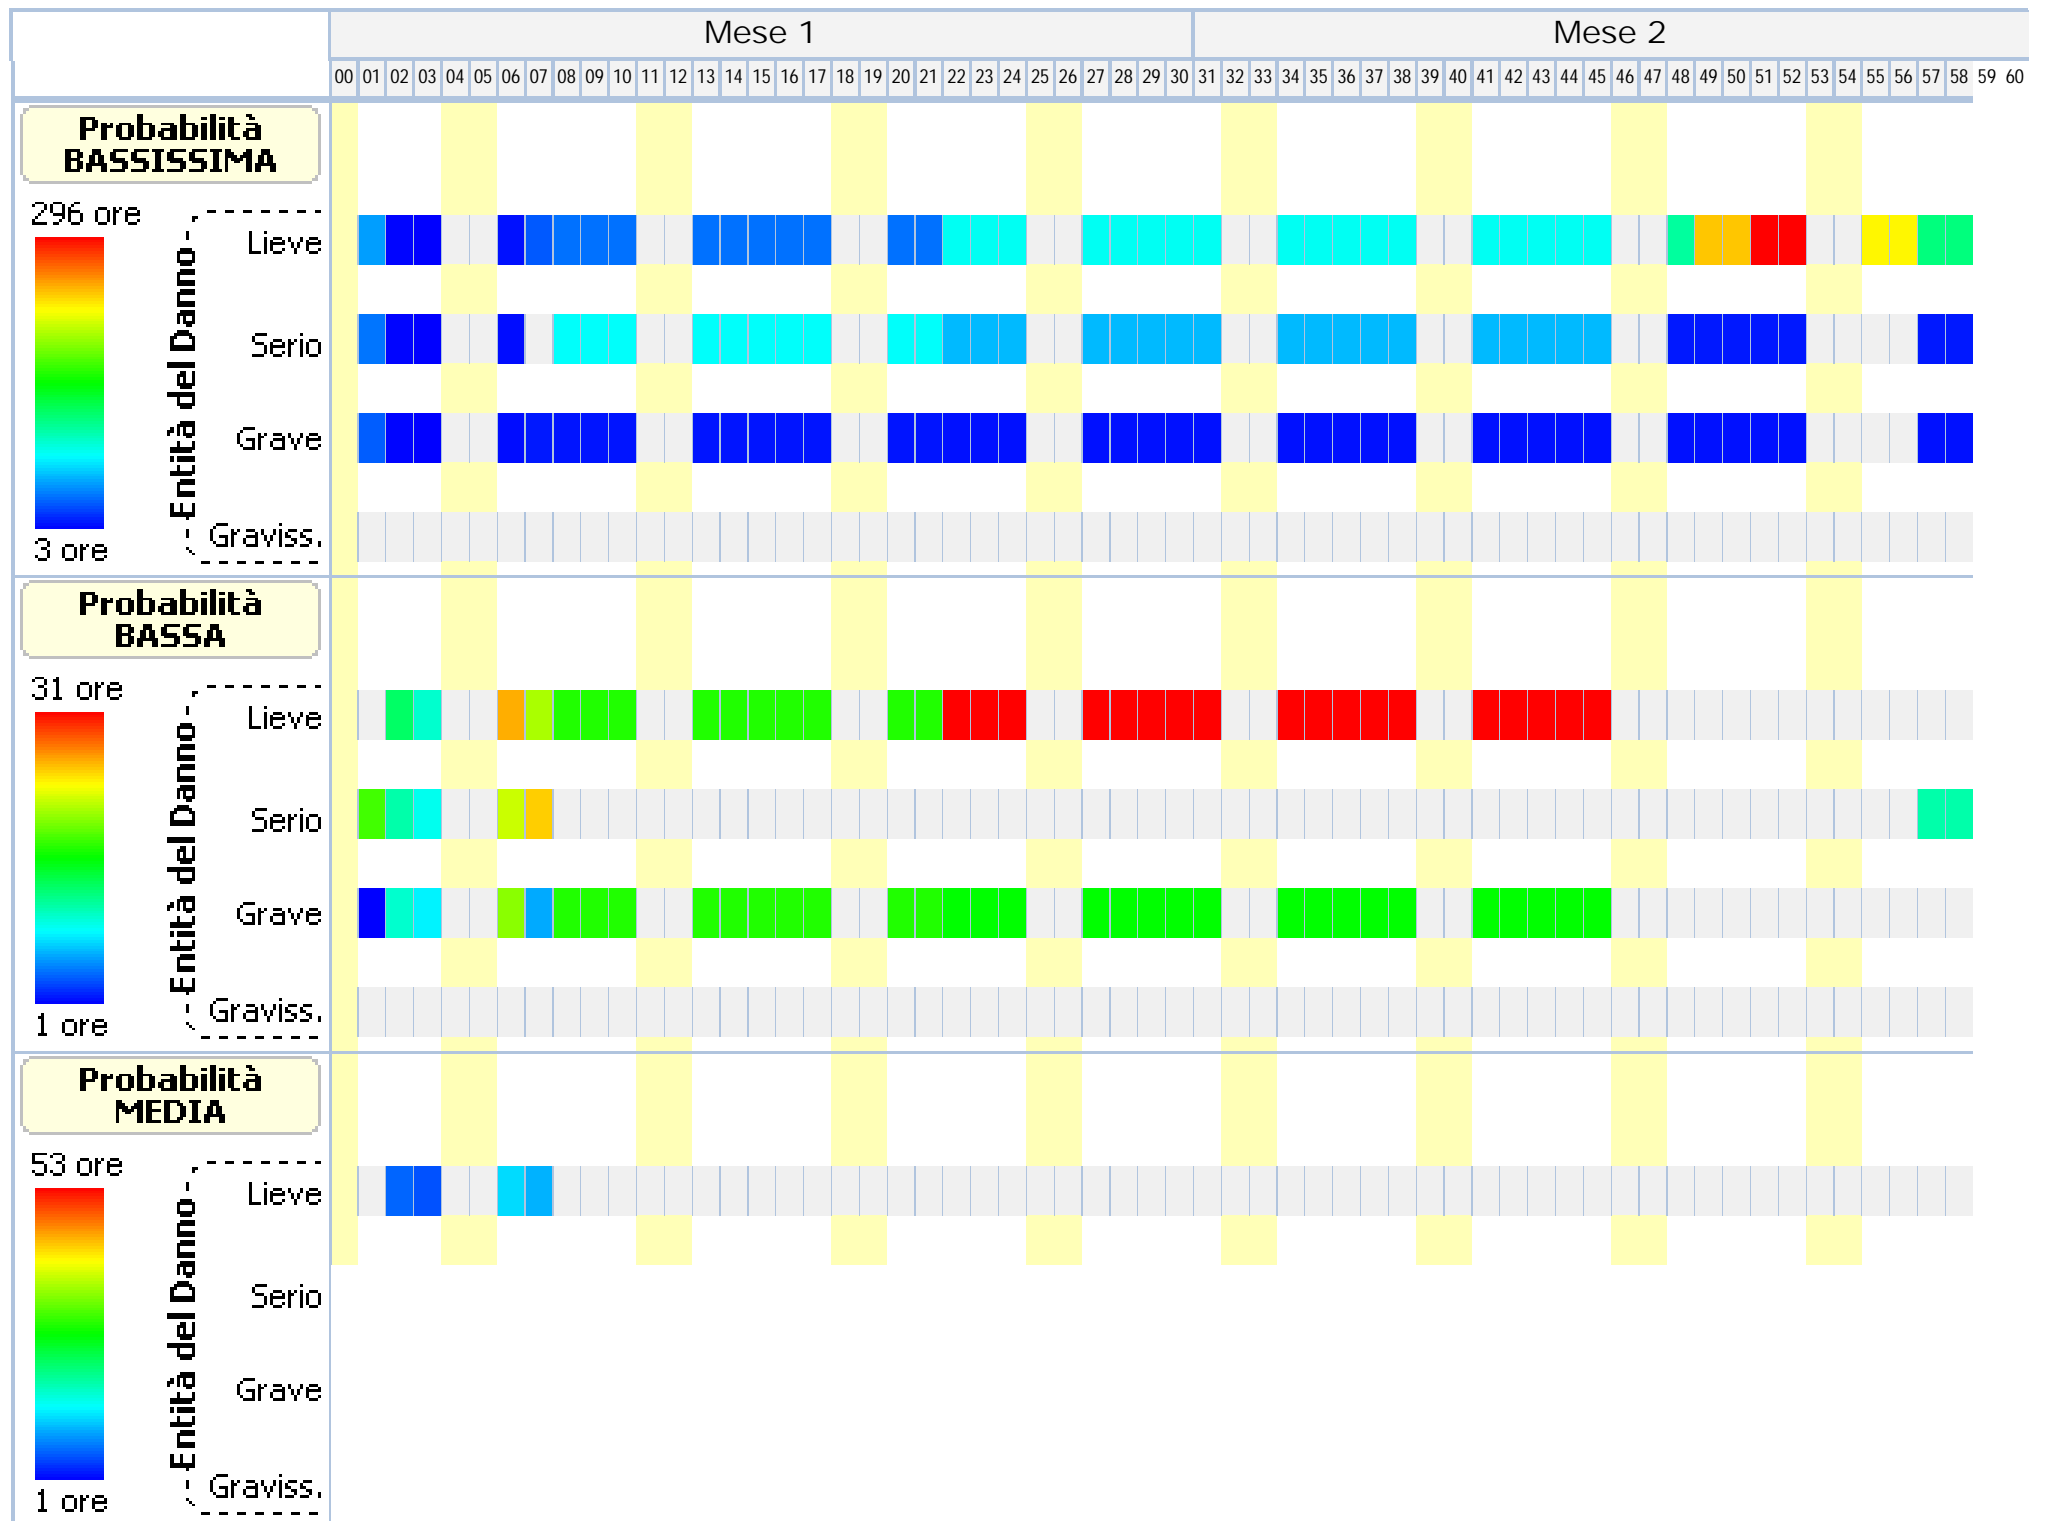 Mese 1 Mese 2
00 01 02 03 04 05 06 07 08 09 10 11 12 13 14 15 16 17 18 19 20 21 22 23 24 25 26 27 28 29 30 31 32 33 34 35 36 37 38 39 40 41 42 43 44 45 46 47 48 49 50 51 52 53 54 55 56 57 58 59 60
Probabilità
BASSISSIMA
296 ore
Entità del Danno
Lieve
Serio
Grave
Graviss.
3 ore
Probabilità
BASSA
31 ore
Entità del Danno
Lieve
Serio
Grave
Graviss.
1 ore
Probabilità
MEDIA
53 ore
Entità del Danno
Lieve
Serio
Grave
Graviss.
1 ore